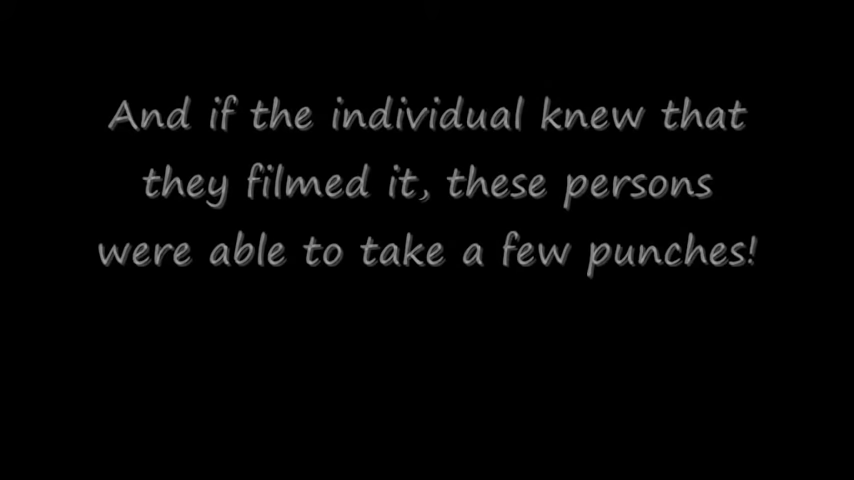 And if the individual knew that
they filmed it, these persons
were able to take a few punches!